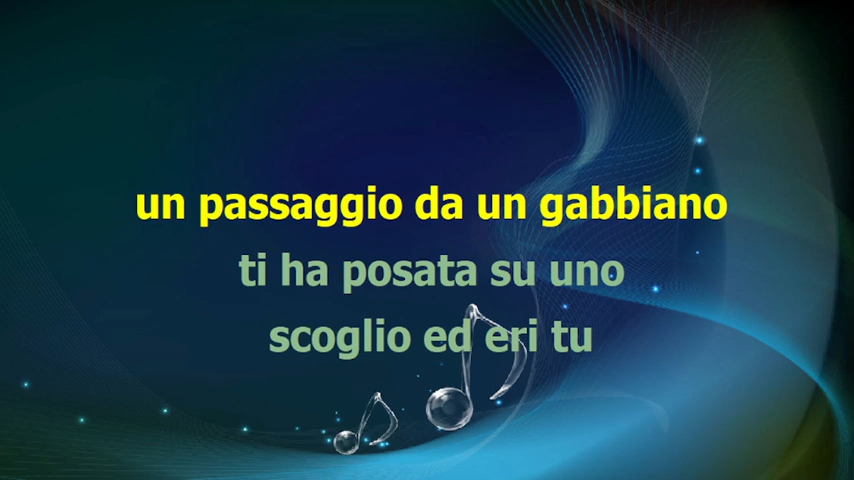 un passaggio da un gabbiano
ti ha posata su uno
scoglio ed eri tu